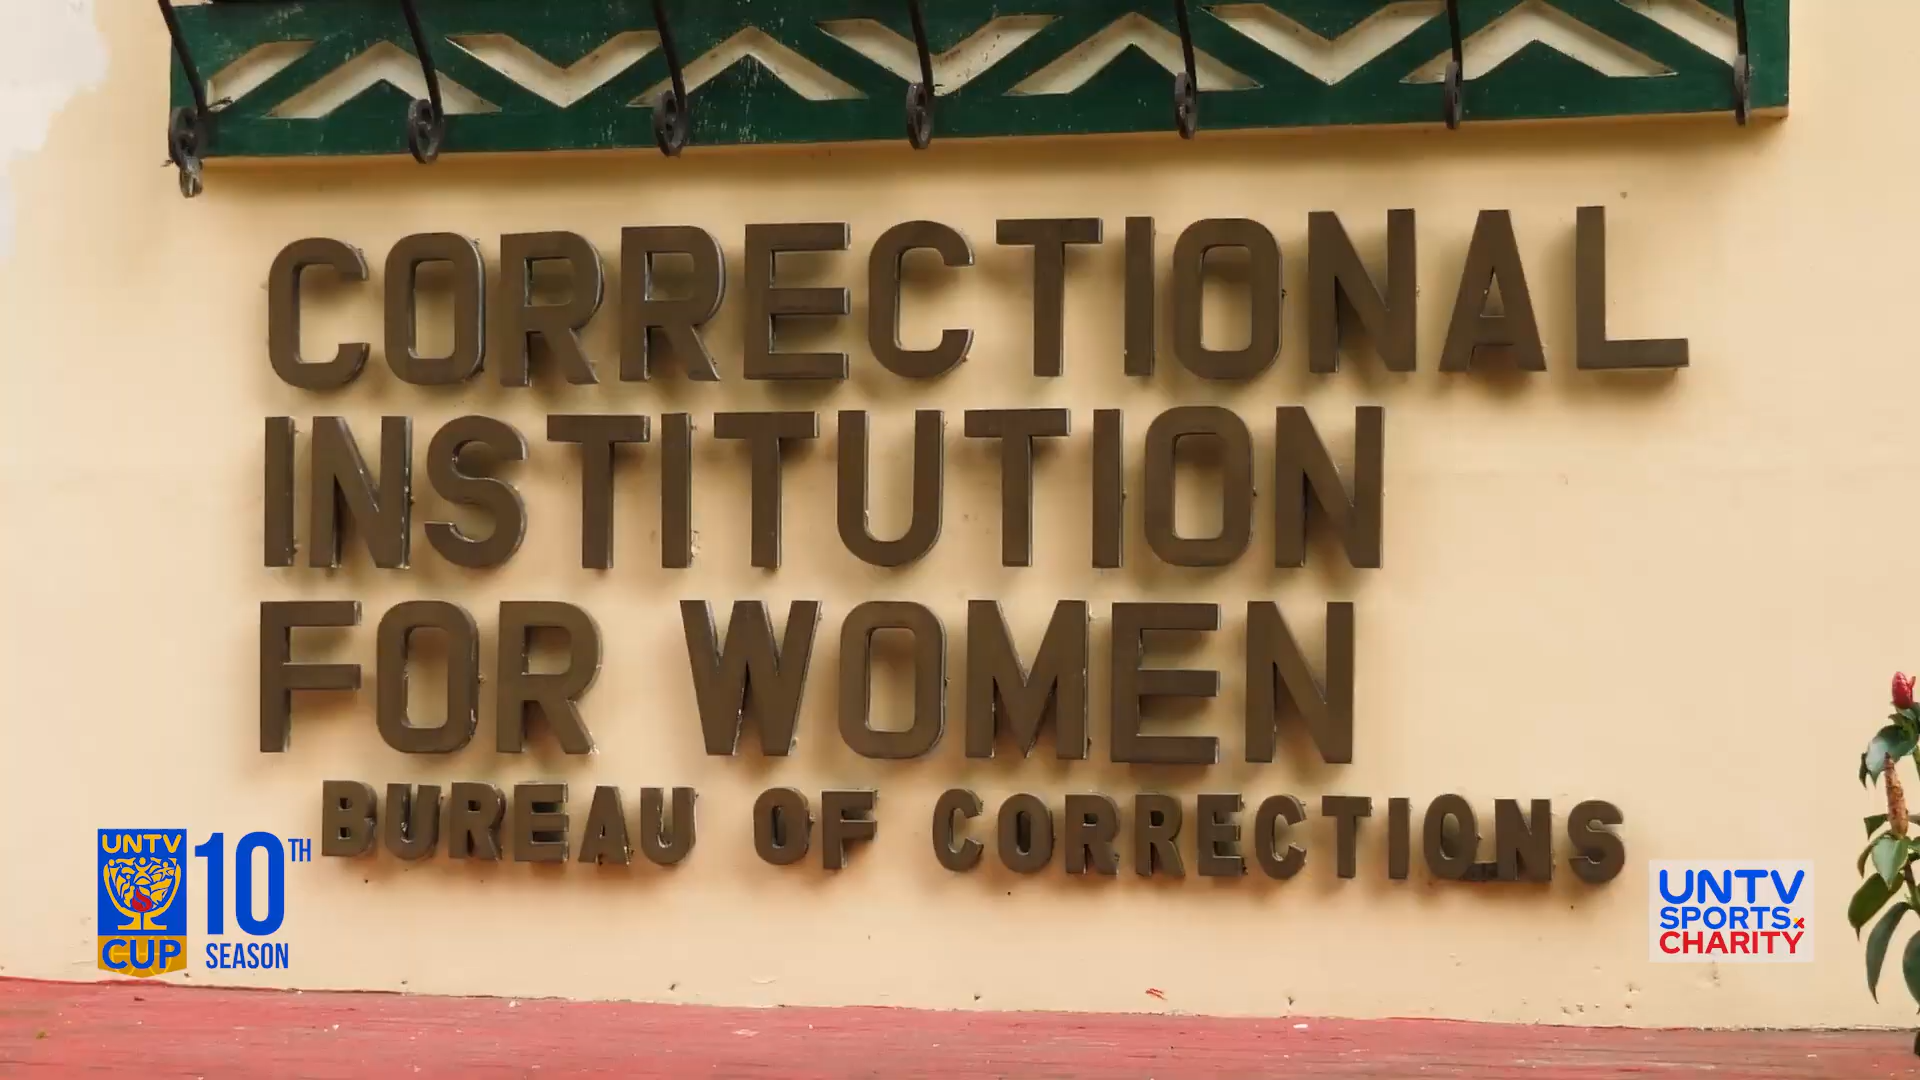 CORRECTIONAL
INSTITUTION
FOR WOMEN
BUREAU OF CORRECTIONS
UNTV
CUP
10TH
SEASON
UNTV
SPORTS
CHARITY